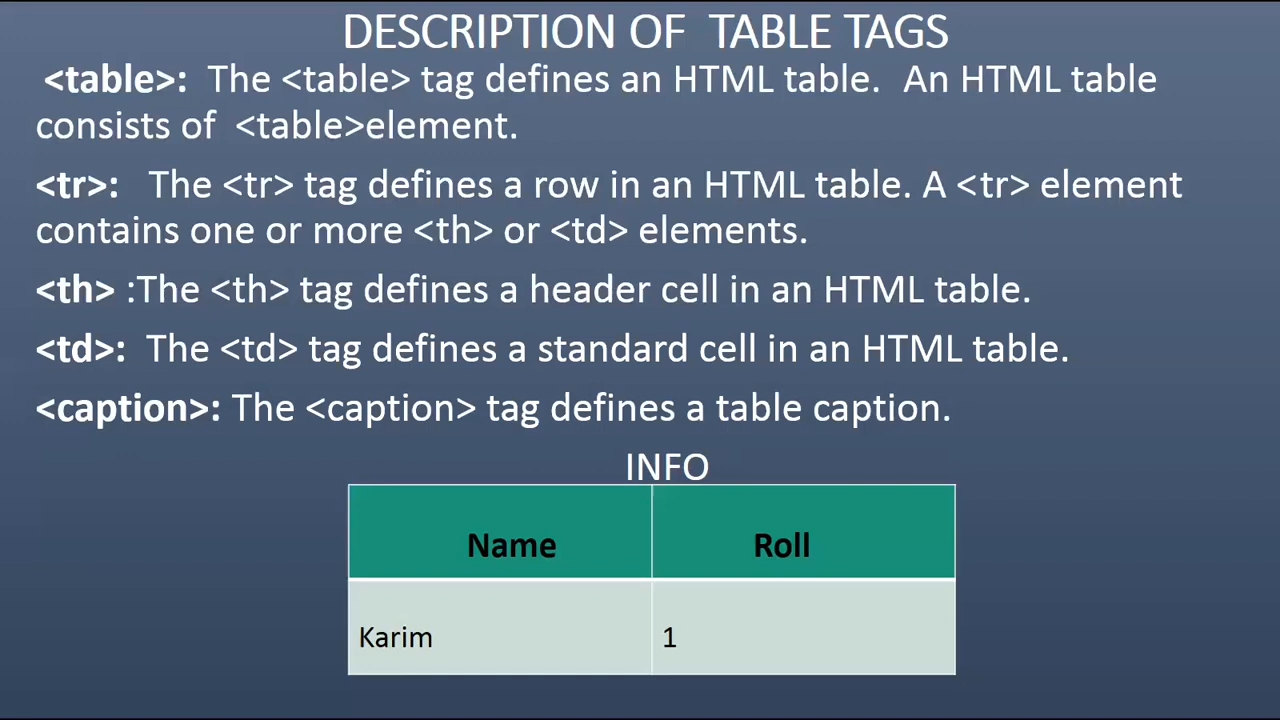 DESCRIPTION OF  TABLE TAGS
<table>:  The <table> tag defines an HTML table.  An HTML table
consists of  <table>element.
<tr>:   The <tr> tag defines a row in an HTML table. A <tr> element
contains one or more <th> or <td> elements.
<th> :The <th> tag defines a header cell in an HTML table.
<td>:  The <td> tag defines a standard cell in an HTML table.
<caption>: The <caption> tag defines a table caption.
INFO
Name Roll
Karim 1